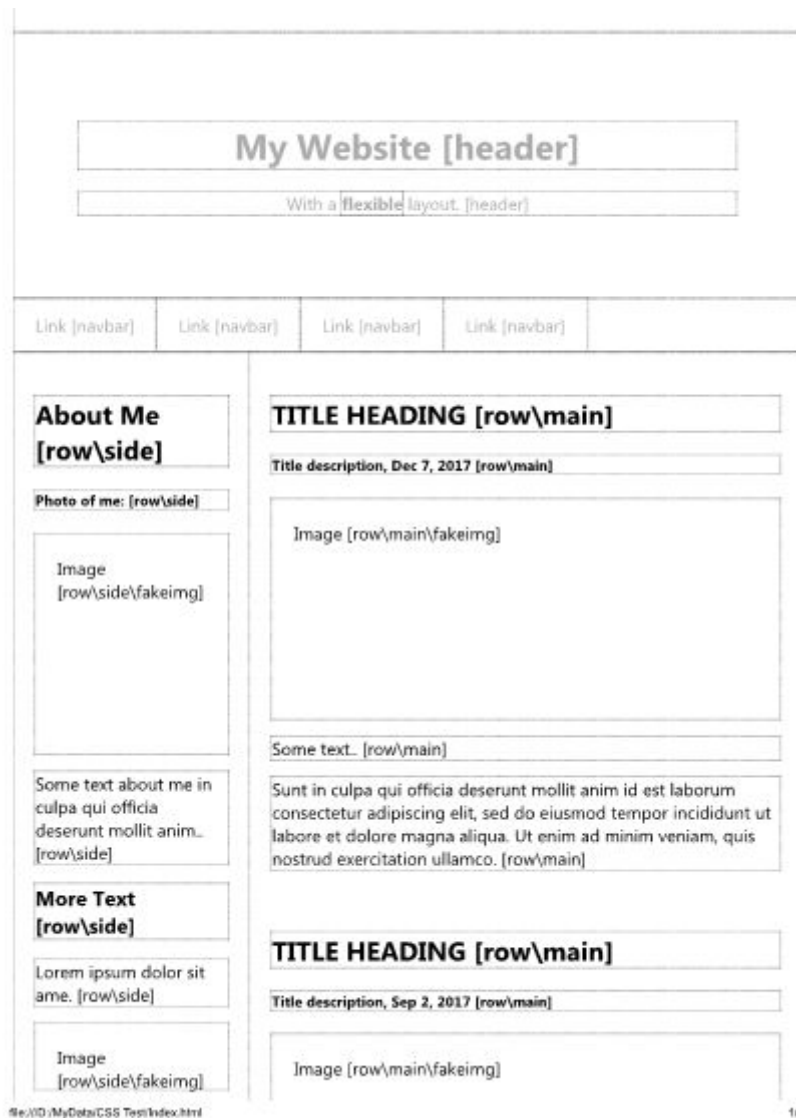 My Website [header]
With a flexible layout. [header]
Link [navbar] Link [navbar] Link [navbar] Link [navbar]
About Me
[row\side]
Photo of me: [row\side]
Image
[row\side\fakeimg]
Some text about me in
culpa qui officia
deserunt mollit anim..
[row\side]
More Text
[row\side]
Lorem ipsum dolor sit
ame. [row\side]
Image
[row\side\fakeimg]
TITLE HEADING [row\main]
Title description, Dec 7, 2017 [row\main]
Image [row\main\fakeimg]
Some text.. [row\main]
Sunt in culpa qui officia deserunt mollit anim id est laborum
consectetur adipiscing elit, sed do eiusmod tempor incididunt ut
labore et dolore magna aliqua. Ut enim ad minim veniam, quis
nostrud exercitation ullamco. [row\main]
TITLE HEADING [row\main]
Title description, Sep 2, 2017 [row\main]
Image [row\main\fakeimg]
file:///D:/MyData/CSS Test/Index.html